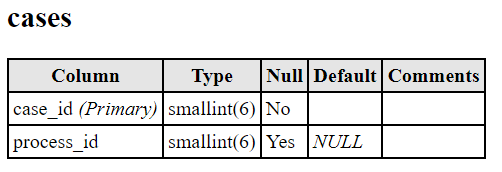 cases
Column Type Null Default Comments
case_id (Primary) smallint(6) No
process_id smallint(6) Yes NULL